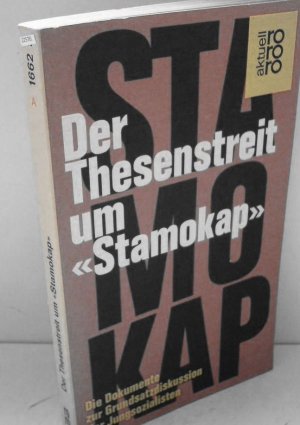 STA
MO
KAP
Der
Thesenstreit
um
«Stamokap»
Die Dokumente
zur Grundsatzdiskussion
der Jungsozialisten
aktuell
rororo
1662
A
Der Thesenstreit um «Stamokap»